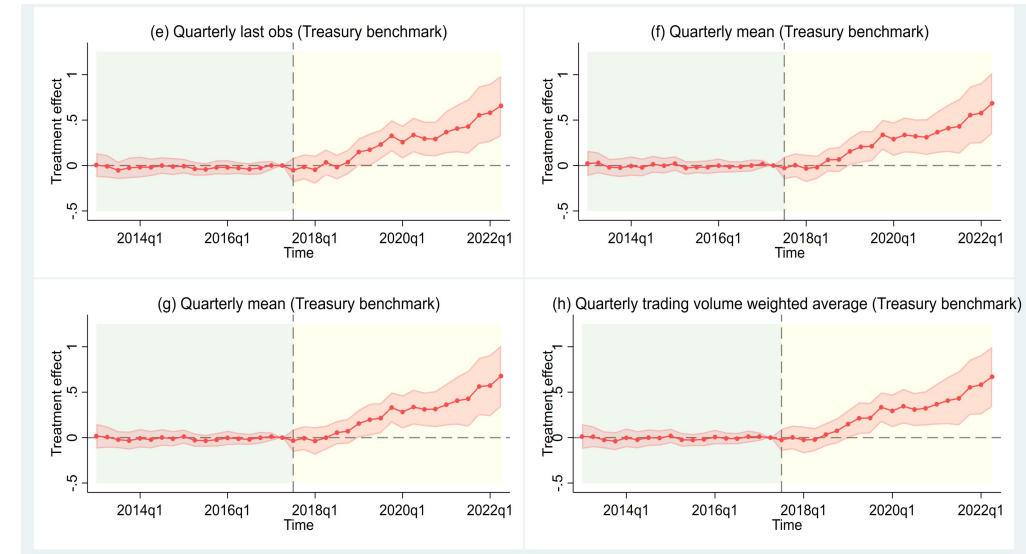 (e) Quarterly last obs (Treasury benchmark)
Treatment effect
1
.5
0
-.5
2014q1 2016q1 2018q1 2020q1 2022q1
Time
(f) Quarterly mean (Treasury benchmark)
Treatment effect
1
.5
0
-.5
2014q1 2016q1 2018q1 2020q1 2022q1
Time
(g) Quarterly mean (Treasury benchmark)
Treatment effect
1
.5
0
-.5
2014q1 2016q1 2018q1 2020q1 2022q1
Time
(h) Quarterly trading volume weighted average (Treasury benchmark)
Treatment effect
1
.5
0
-.5
2014q1 2016q1 2018q1 2020q1 2022q1
Time